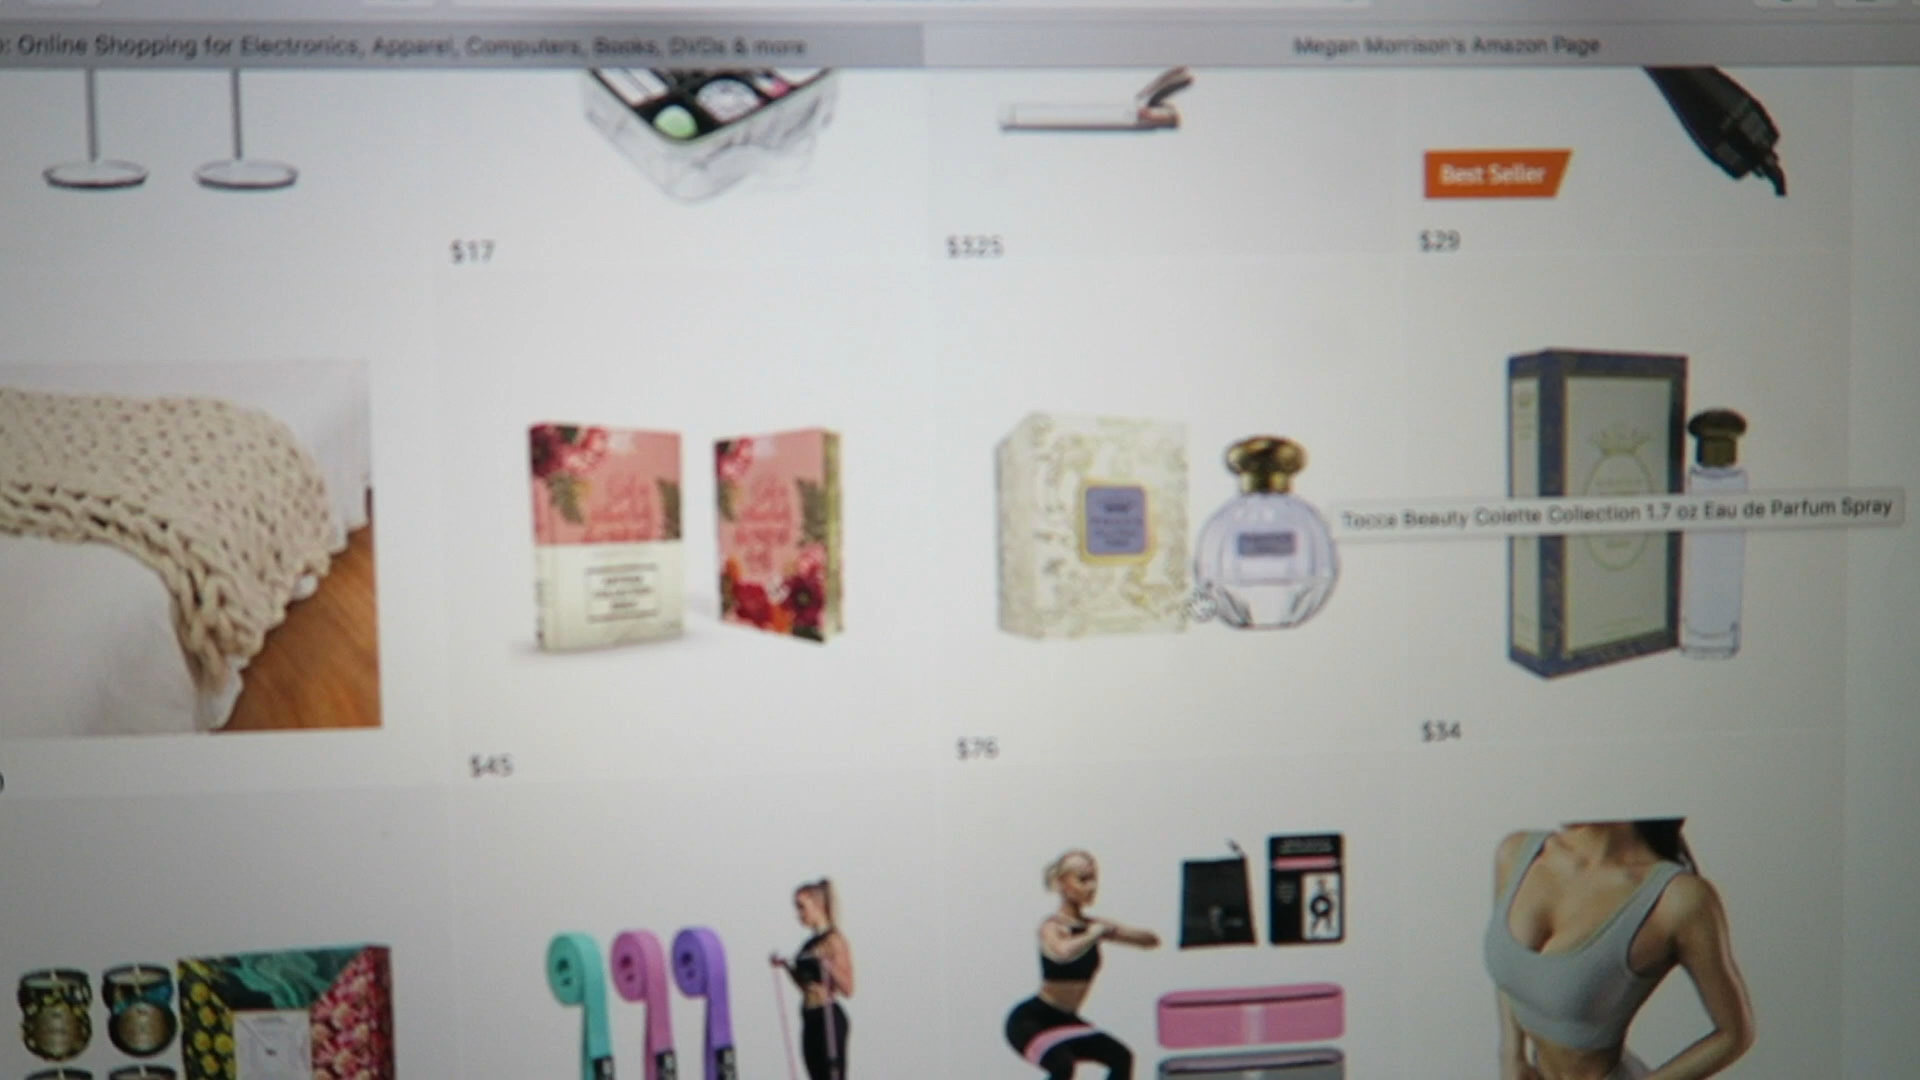 : Online Shopping for Electronics, Apparel, Computers, Books, DVDs & more
Megan Morrison's Amazon Page
Best Seller
$17
$325
$29
Tocca Beauty Colette Collection 1.7 oz Eau de Parfum Spray
$45
$76
$34